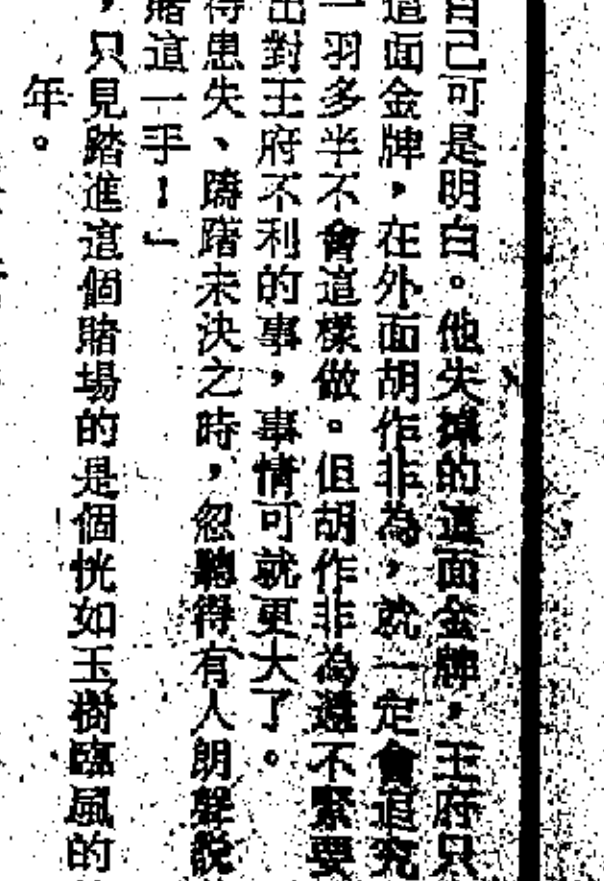 自己可是明白。他失掉的這面金牌，王府只
這面金牌，在外面胡作非為，就一定會追究
一羽多半不會這樣做。但胡作非為還不緊要
出對王府不利的事，事情可就更大了。
得患失、躊躇未決之時，忽聽得有人朗聲說
賭這一手！」
，只見踏進這個賭場的是個恍如玉樹臨風的
年。